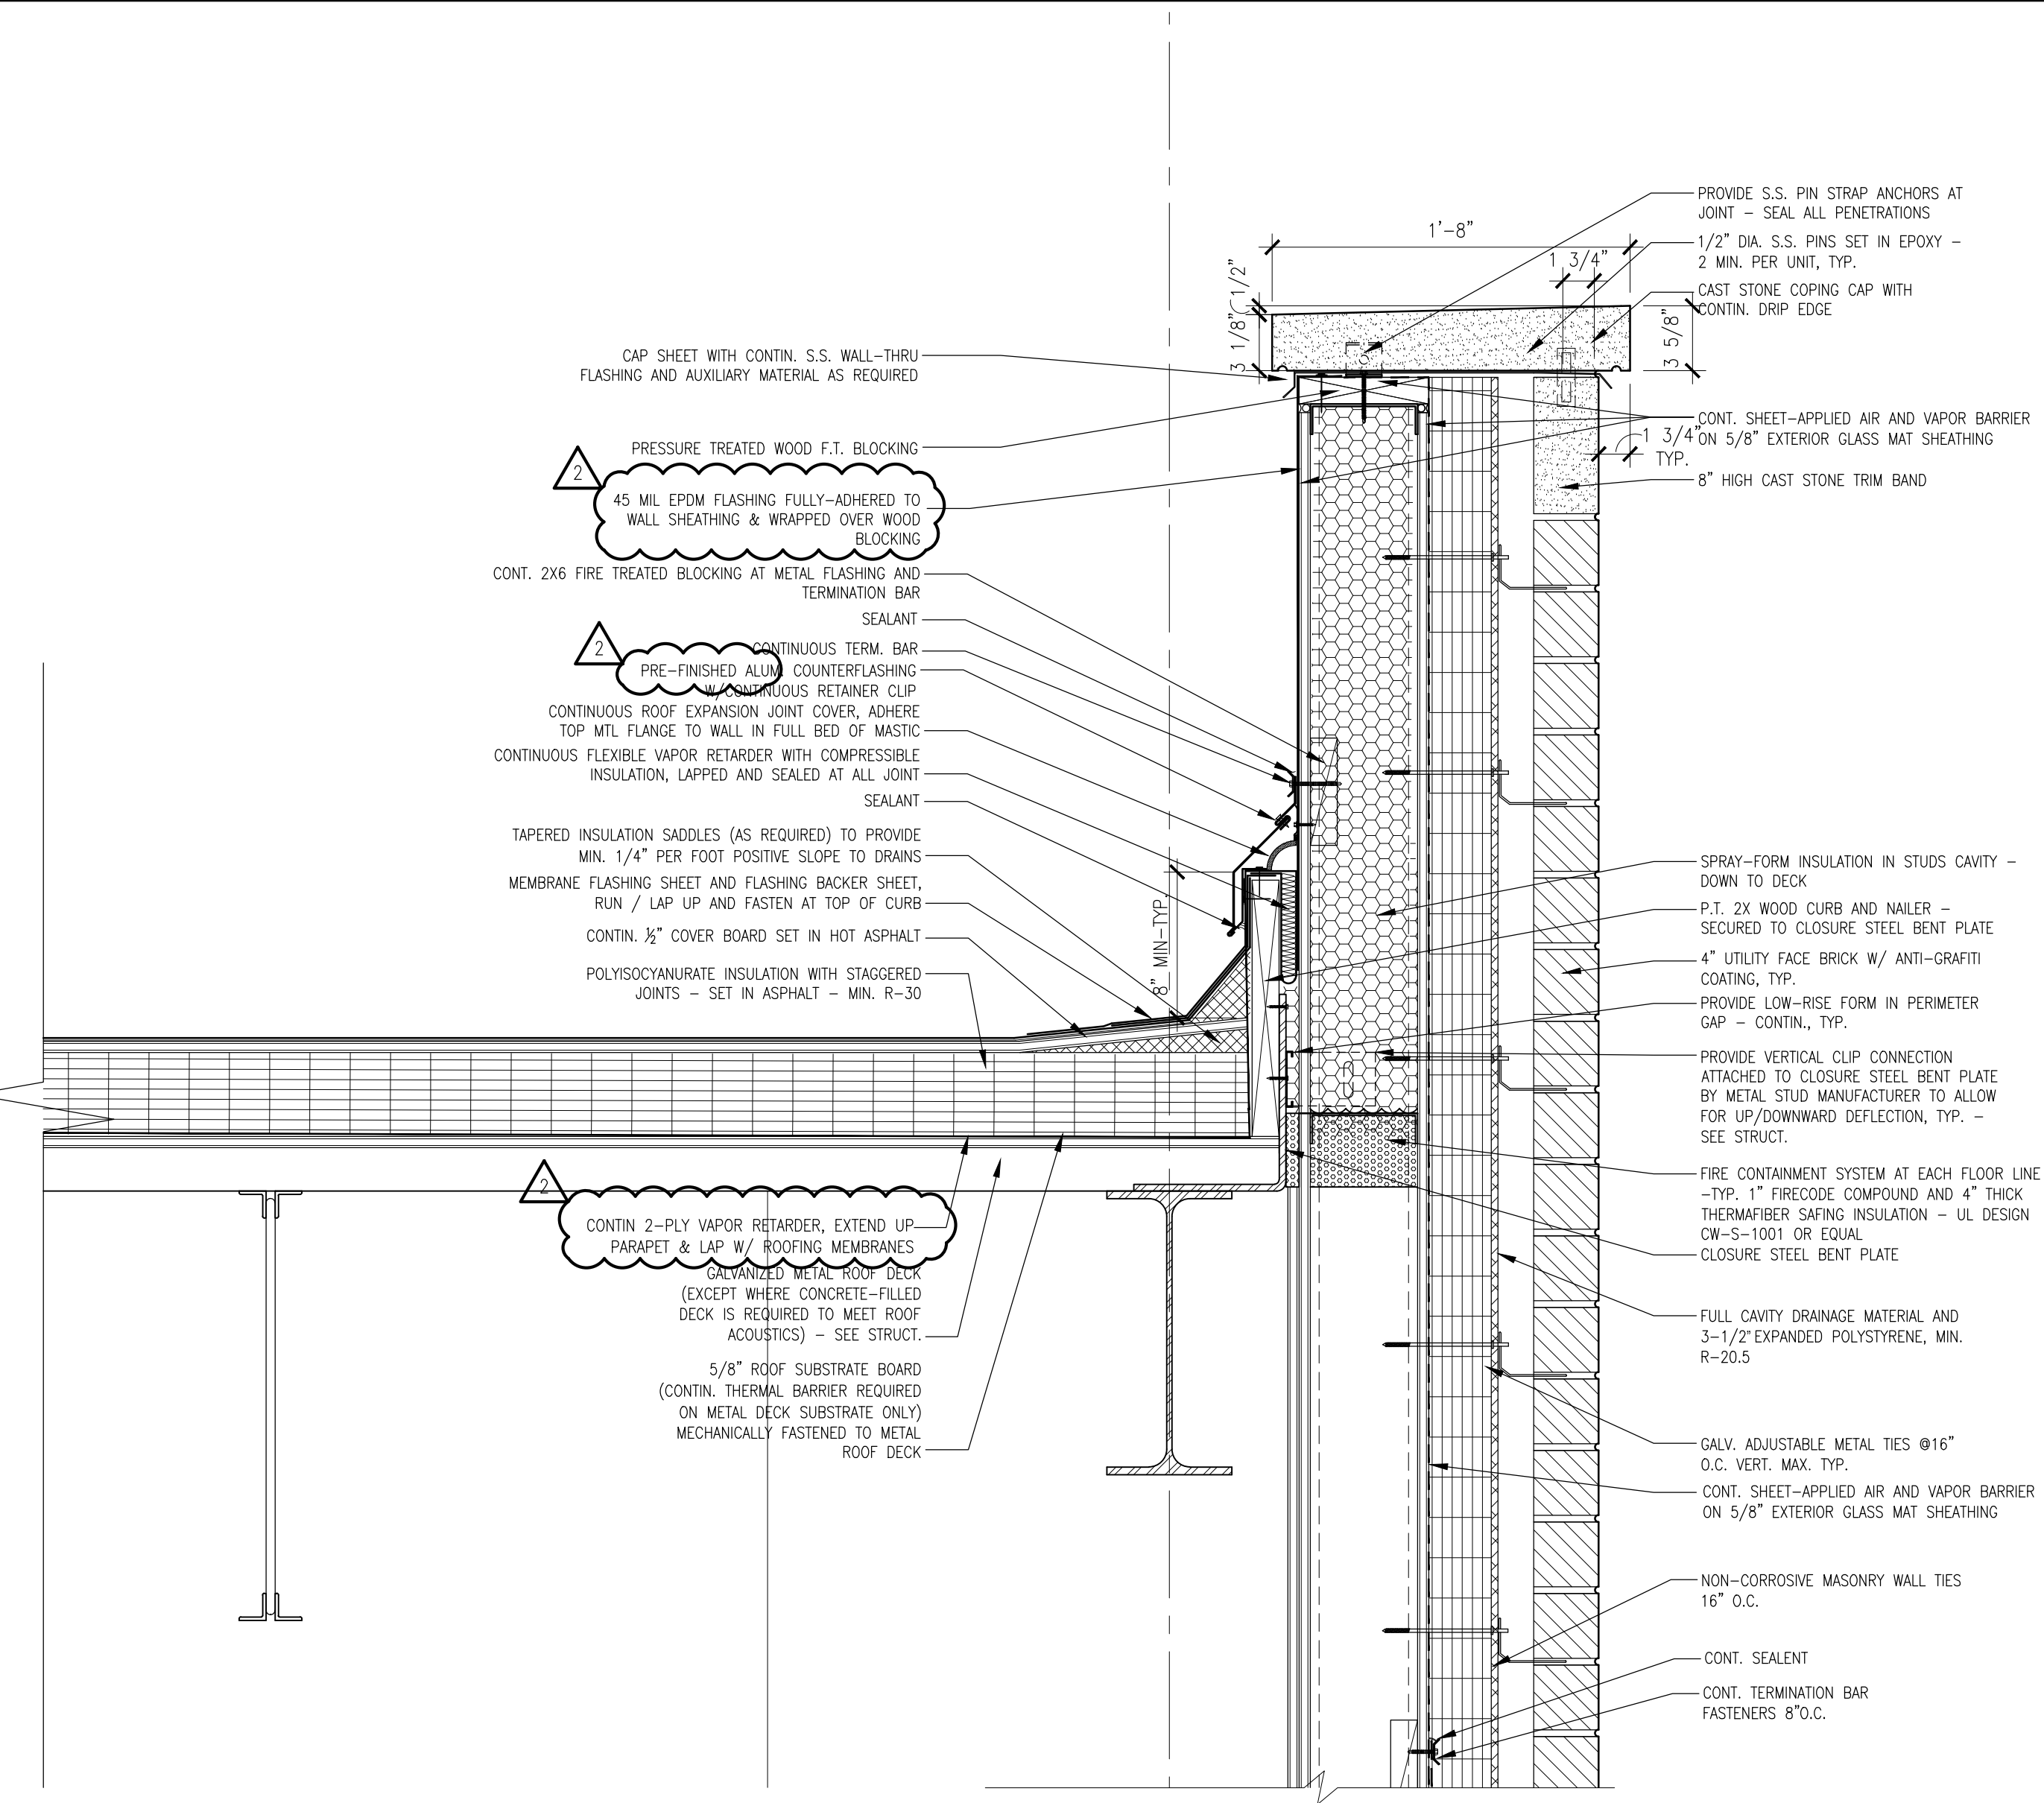 CAP SHEET WITH CONTIN. S.S. WALL-THRU
FLASHING AND AUXILIARY MATERIAL AS REQUIRED
PRESSURE TREATED WOOD F.T. BLOCKING
2
45 MIL EPDM FLASHING FULLY-ADHERED TO
WALL SHEATHING & WRAPPED OVER WOOD
BLOCKING
CONT. 2X6 FIRE TREATED BLOCKING AT METAL FLASHING AND
TERMINATION BAR
SEALANT
2
CONTINUOUS TERM. BAR
PRE-FINISHED ALUM. COUNTERFLASHING
W/CONTINUOUS RETAINER CLIP
CONTINUOUS ROOF EXPANSION JOINT COVER, ADHERE
TOP MTL FLANGE TO WALL IN FULL BED OF MASTIC
CONTINUOUS FLEXIBLE VAPOR RETARDER WITH COMPRESSIBLE
INSULATION, LAPPED AND SEALED AT ALL JOINT
SEALANT
TAPERED INSULATION SADDLES (AS REQUIRED) TO PROVIDE
MIN. 1/4" PER FOOT POSITIVE SLOPE TO DRAINS
MEMBRANE FLASHING SHEET AND FLASHING BACKER SHEET,
RUN / LAP UP AND FASTEN AT TOP OF CURB
CONTIN. ½" COVER BOARD SET IN HOT ASPHALT
POLYISOCYANURATE INSULATION WITH STAGGERED
JOINTS - SET IN ASPHALT - MIN. R-30
2
CONTIN 2-PLY VAPOR RETARDER, EXTEND UP
PARAPET & LAP W/ ROOFING MEMBRANES
GALVANIZED METAL ROOF DECK
(EXCEPT WHERE CONCRETE-FILLED
DECK IS REQUIRED TO MEET ROOF
ACOUSTICS) - SEE STRUCT.
5/8" ROOF SUBSTRATE BOARD
(CONTIN. THERMAL BARRIER REQUIRED
ON METAL DECK SUBSTRATE ONLY)
MECHANICALLY FASTENED TO METAL
ROOF DECK
8" MIN-TYP.
1'-8"
1/2"
3 1/8"
1 3/4"
3 5/8"
1 3/4"
TYP.
PROVIDE S.S. PIN STRAP ANCHORS AT
JOINT - SEAL ALL PENETRATIONS
1/2" DIA. S.S. PINS SET IN EPOXY -
2 MIN. PER UNIT, TYP.
CAST STONE COPING CAP WITH
CONTIN. DRIP EDGE
CONT. SHEET-APPLIED AIR AND VAPOR BARRIER
ON 5/8" EXTERIOR GLASS MAT SHEATHING
8" HIGH CAST STONE TRIM BAND
SPRAY-FORM INSULATION IN STUDS CAVITY -
DOWN TO DECK
P.T. 2X WOOD CURB AND NAILER -
SECURED TO CLOSURE STEEL BENT PLATE
4" UTILITY FACE BRICK W/ ANTI-GRAFITI
COATING, TYP.
PROVIDE LOW-RISE FORM IN PERIMETER
GAP - CONTIN., TYP.
PROVIDE VERTICAL CLIP CONNECTION
ATTACHED TO CLOSURE STEEL BENT PLATE
BY METAL STUD MANUFACTURER TO ALLOW
FOR UP/DOWNWARD DEFLECTION, TYP. -
SEE STRUCT.
FIRE CONTAINMENT SYSTEM AT EACH FLOOR LINE
-TYP. 1" FIRECODE COMPOUND AND 4" THICK
THERMAFIBER SAFING INSULATION - UL DESIGN
CW-S-1001 OR EQUAL
CLOSURE STEEL BENT PLATE
FULL CAVITY DRAINAGE MATERIAL AND
3-1/2" EXPANDED POLYSTYRENE, MIN.
R-20.5
GALV. ADJUSTABLE METAL TIES @16"
O.C. VERT. MAX. TYP.
CONT. SHEET-APPLIED AIR AND VAPOR BARRIER
ON 5/8" EXTERIOR GLASS MAT SHEATHING
NON-CORROSIVE MASONRY WALL TIES
16" O.C.
CONT. SEALENT
CONT. TERMINATION BAR
FASTENERS 8"O.C.